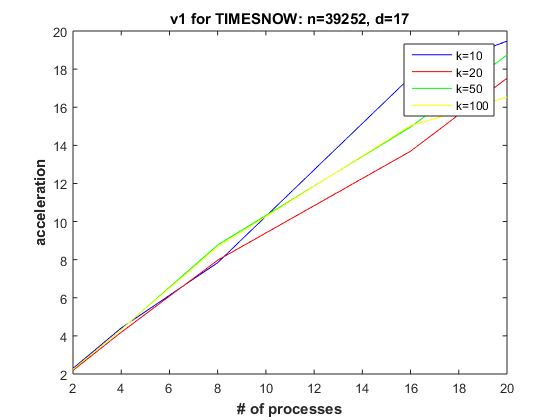 v1 for TIMESNOW: n=39252, d=17
20
18
16
14
12
10
8
6
4
2
acceleration
k=10
k=20
k=50
k=100
2 4 6 8 10 12 14 16 18 20
# of processes